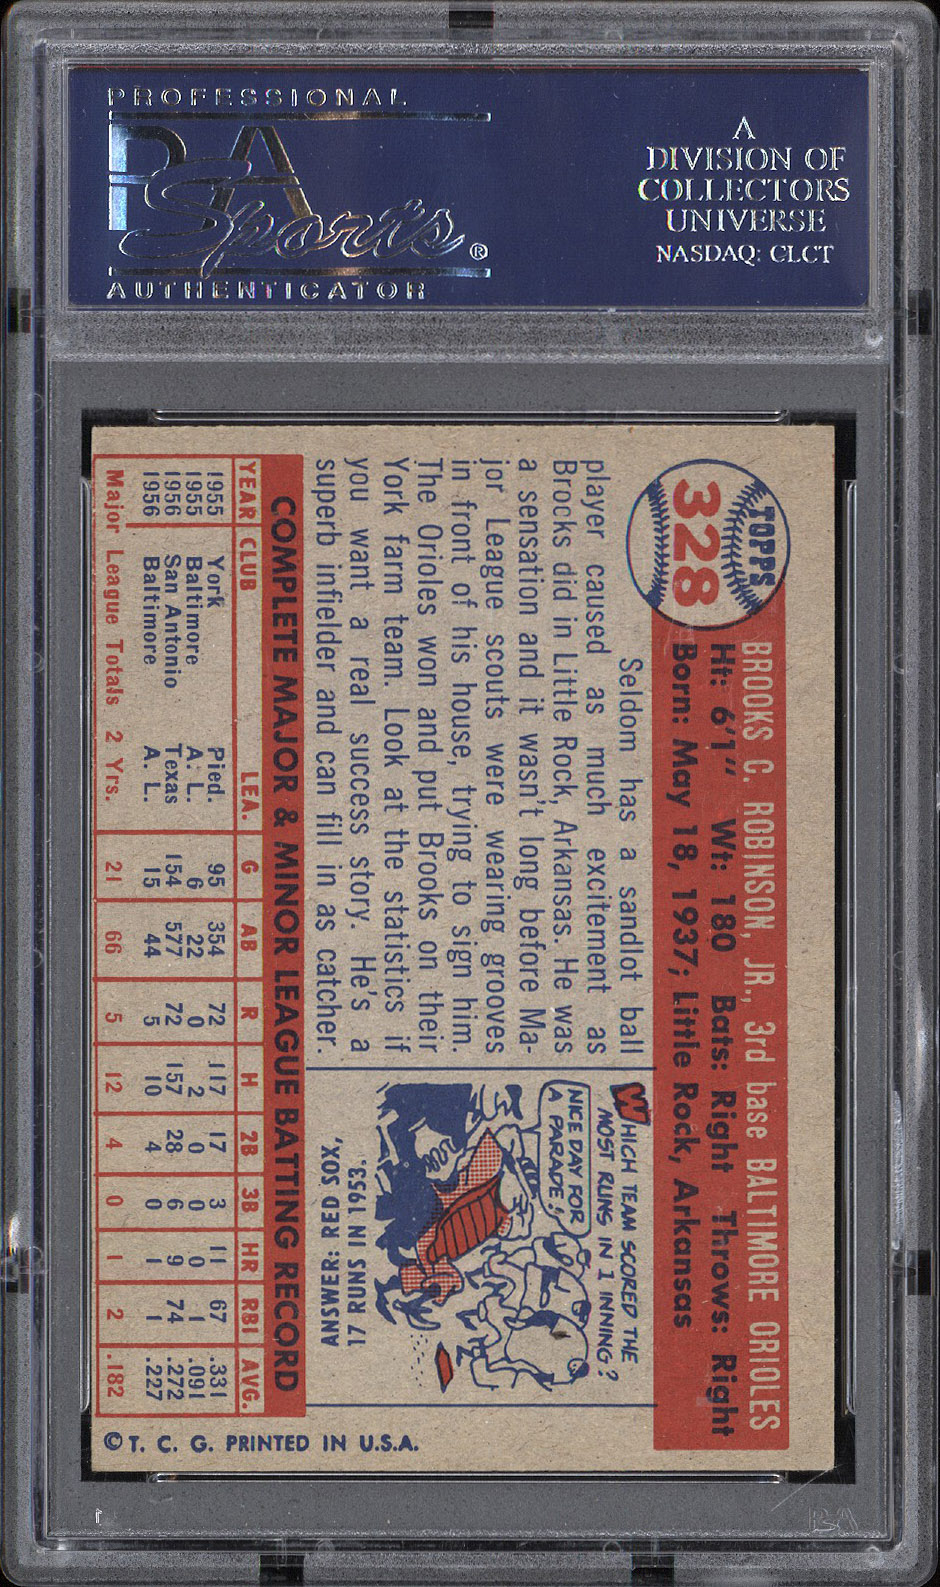 PROFESSIONAL
PSA
Sports®
AUTHENTICATOR
A
DIVISION OF
COLLECTORS
UNIVERSE
NASDAQ: CLCT
TOPPS
328
BROOKS C. ROBINSON, JR., 3rd base BALTIMORE ORIOLES
Ht: 6'1" Wt: 180 Bats: Right Throws: Right
Born: May 18, 1937; Little Rock, Arkansas
Seldom has a sandlot ball
player caused as much excitement as
Brocks did in Little Rock, Arkansas. He was
a sensation and it wasn't long before Ma-
jor League scouts were wearing grooves
in front of his house, trying to sign him.
The Orioles won and put Brooks on their
York farm team. Look at the statistics if
you want a real success story. He's a
superb infielder and can fill in as catcher.
WHICH TEAM SCORED THE
MOST RUNS IN 1 INNING?
NICE DAY FOR
A PARADE!
ANSWER: RED SOX,
17 RUNS IN 1953.
COMPLETE MAJOR & MINOR LEAGUE BATTING RECORD
YEAR CLUB LEA. G AB R H 2B 3B HR RBI AVG.
1955 York Pied. 95 354 72 117 17 3 11 67 .331
1955 Baltimore A. L. 6 22 0 2 0 0 0 1 .091
1956 San Antonio Texas 154 577 72 157 28 6 9 74 .272
1956 Baltimore A. L. 15 44 5 10 4 0 1 1 .227
Major League Totals 2 Yrs. 21 66 5 12 4 0 1 2 .182
© T. C. G. PRINTED IN U.S.A.